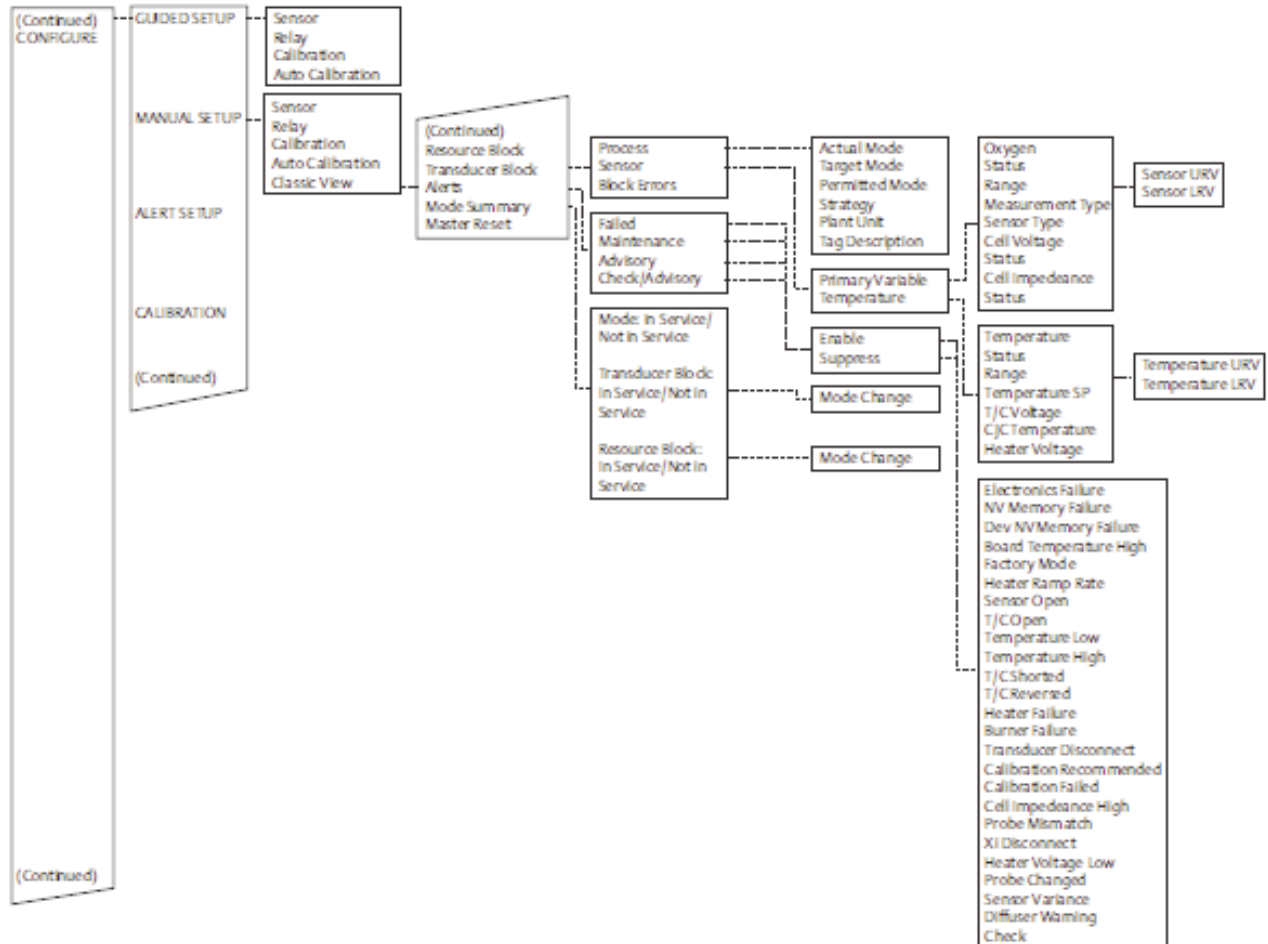 (Continued)
CONFIGURE
(Continued)
GUIDED SETUP
MANUAL SETUP
ALERT SETUP
CALIBRATION
(Continued)
Sensor
Relay
Calibration
Auto Calibration
Sensor
Relay
Calibration
Auto Calibration
Classic View
(Continued)
Resource Block
Transducer Block
Alerts
Mode Summary
Master Reset
Process
Sensor
Block Errors
Failed
Maintenance
Advisory
Check/Advisory
Mode: In Service/
Not In Service
Transducer Block:
In Service/Not In
Service
Resource Block:
In Service/Not In
Service
Actual Mode
Target Mode
Permitted Mode
Strategy
Plant Unit
Tag Description
Primary Variable
Temperature
Enable
Suppress
Mode Change
Mode Change
Oxygen
Status
Range
Measurement Type
Sensor Type
Cell Voltage
Status
Cell Impedeance
Status
Sensor URV
Sensor LRV
Temperature
Status
Range
Temperature SP
T/C Voltage
CJC Temperature
Heater Voltage
Temperature URV
Temperature LRV
Electronics Failure
NV Memory Failure
Dev NV Memory Failure
Board Temperature High
Factory Mode
Heater Ramp Rate
Sensor Open
T/C Open
Temperature Low
Temperature High
T/C Shorted
T/C Reversed
Heater Failure
Burner Failure
Transducer Disconnect
Calibration Recommended
Calibration Failed
Cell Impedeance High
Probe Mismatch
XI Disconnect
Heater Voltage Low
Probe Changed
Sensor Variance
Diffuser Warning
Check